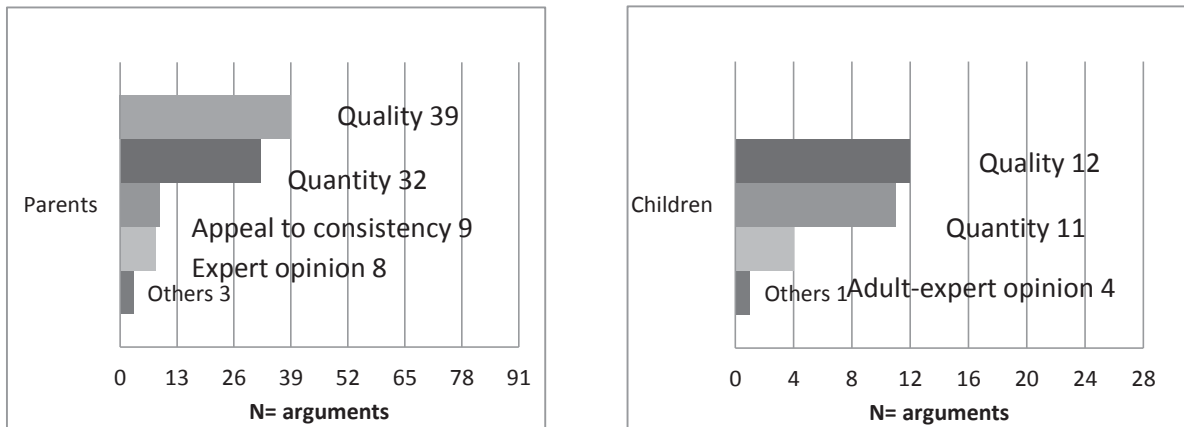 Quality 39
Quantity 32
Parents
Appeal to consistency 9
Expert opinion 8
Others 3
0 13 26 39 52 65 78 91
N= arguments
Quality 12
Children
Quantity 11
Others 1 Adult-expert opinion 4
0 4 8 12 16 20 24 28
N= arguments